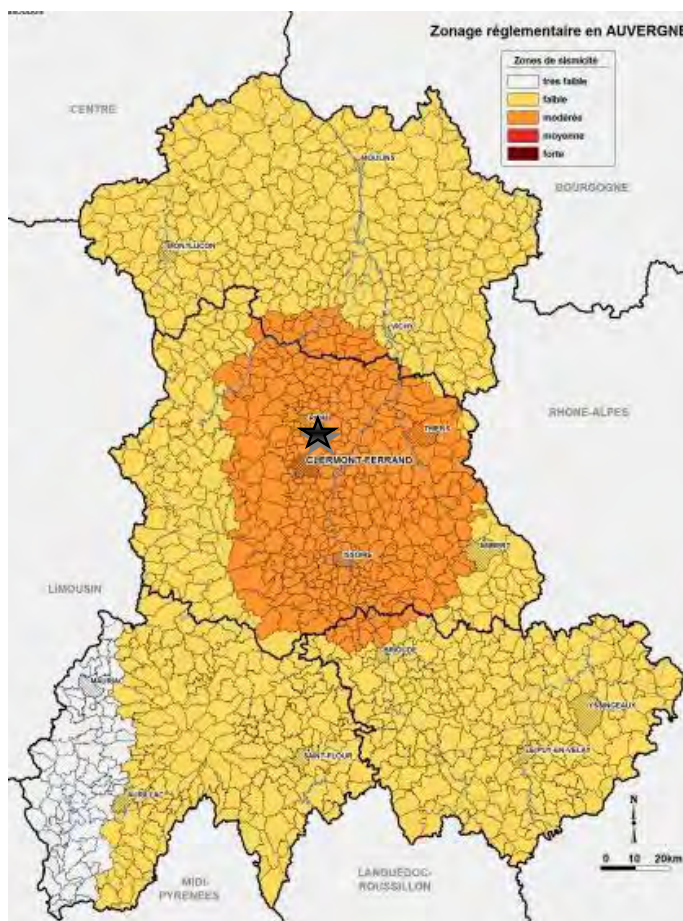 Zonage réglementaire en AUVERGNE
Zones de sismicité
tres faible
faible
modérée
moyenne
forte
CENTRE
MOULINS
BOURGOGNE
MONTLUCON
VICHY
RHONE-ALPES
THIERS
CLERMONT-FERRAND
ISSOIRE
AMBERT
LIMOUSIN
BRIOUDE
MAURIAC
YSSINGEAUX
SAINT-FLOUR
LE PUY-EN-VELAY
AURILLAC
N
0 10 20km
MIDI-
PYRENEES
LANGUEDOC-
ROUSSILLON